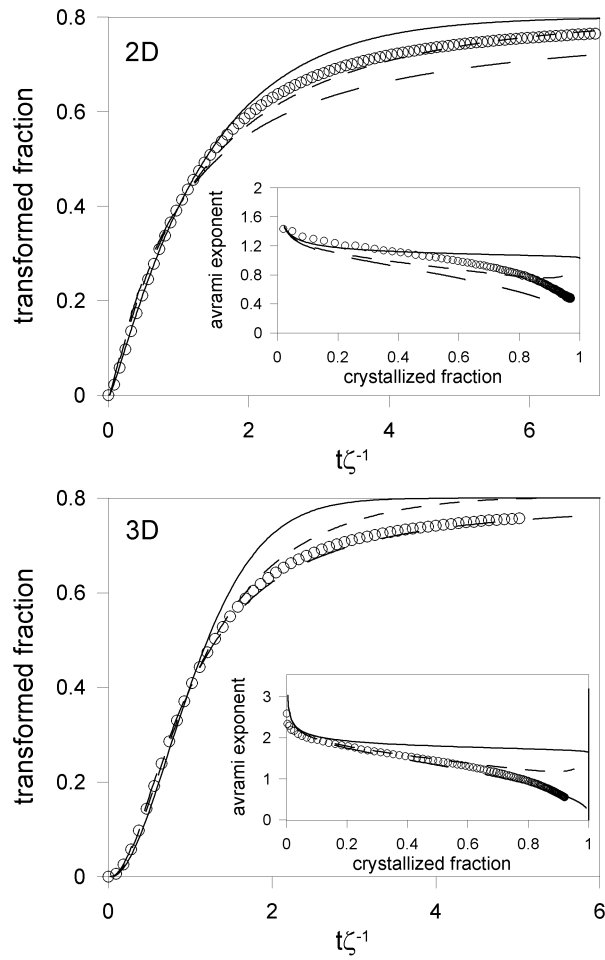 0.8
2D
0.6
0.4
0.2
0
transformed fraction
2
1.6
1.2
0.8
0.4
0
avrami exponent
0 0.2 0.4 0.6 0.8 1
crystallized fraction
0 2 4 6
tζ⁻¹
0.8
3D
0.6
0.4
0.2
0
transformed fraction
3
2
1
0
avrami exponent
0 0.2 0.4 0.6 0.8 1
crystallized fraction
0 2 4 6
tζ⁻¹